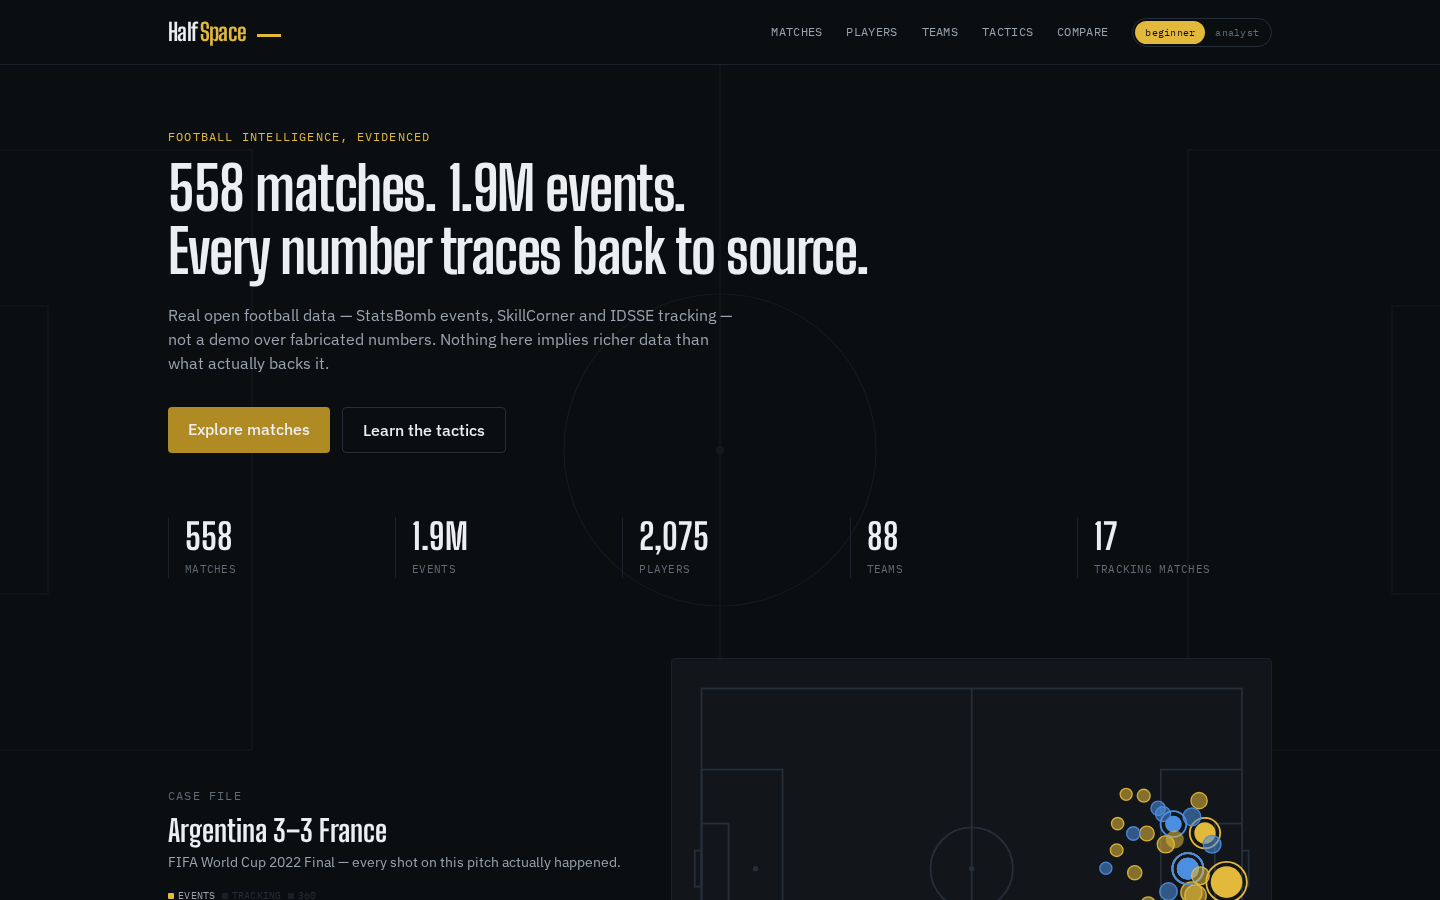 Half Space
MATCHES PLAYERS TEAMS TACTICS COMPARE beginner analyst
FOOTBALL INTELLIGENCE, EVIDENCED
558 matches. 1.9M events.
Every number traces back to source.
Real open football data — StatsBomb events, SkillCorner and IDSSE tracking —
not a demo over fabricated numbers. Nothing here implies richer data than
what actually backs it.
Explore matches Learn the tactics
558 1.9M 2,075 88 17
MATCHES EVENTS PLAYERS TEAMS TRACKING MATCHES
CASE FILE
Argentina 3–3 France
FIFA World Cup 2022 Final — every shot on this pitch actually happened.
EVENTS TRACKING 360